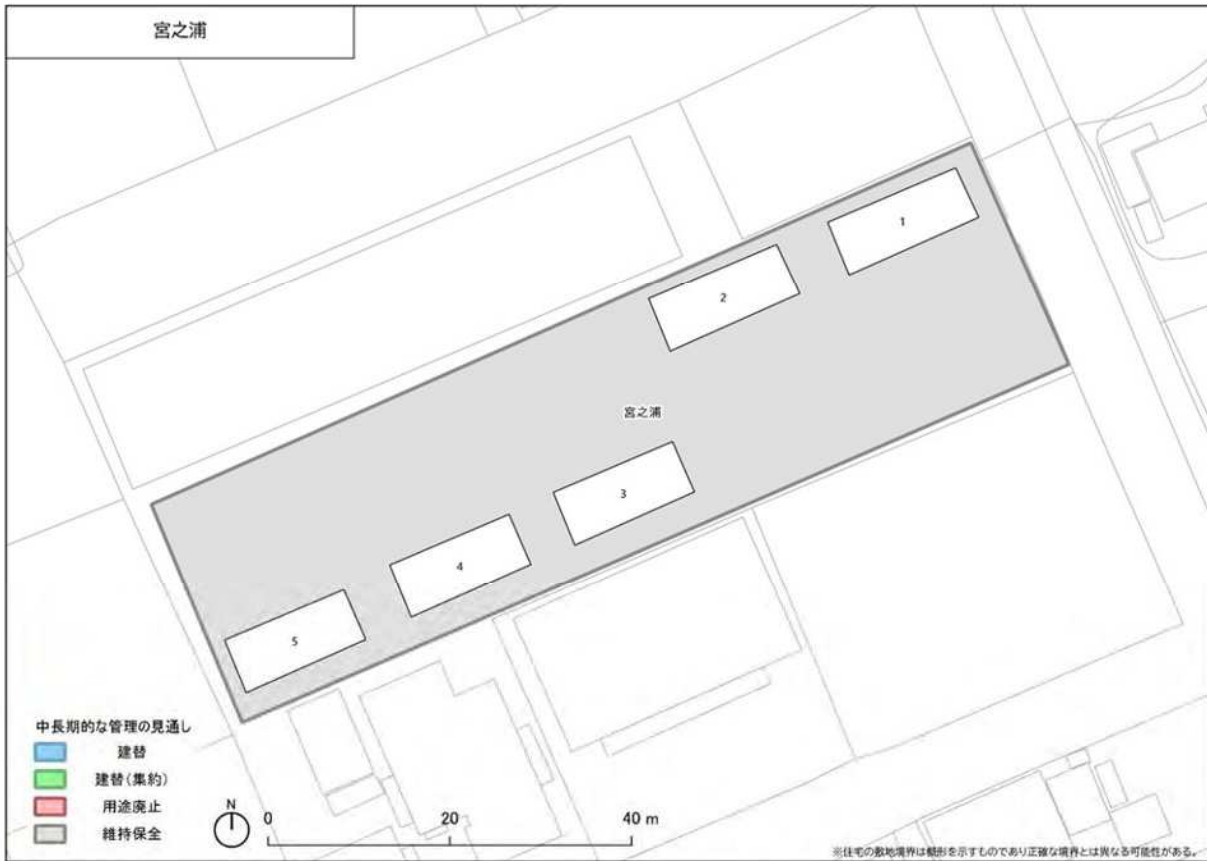 宮之浦
1
2
宮之浦
3
4
5
中長期的な管理の見通し
建替
建替(集約)
用途廃止
維持保全
N
0 20 40 m
※住宅の敷地境界は概形を示すものであり正確な境界とは異なる可能性がある。